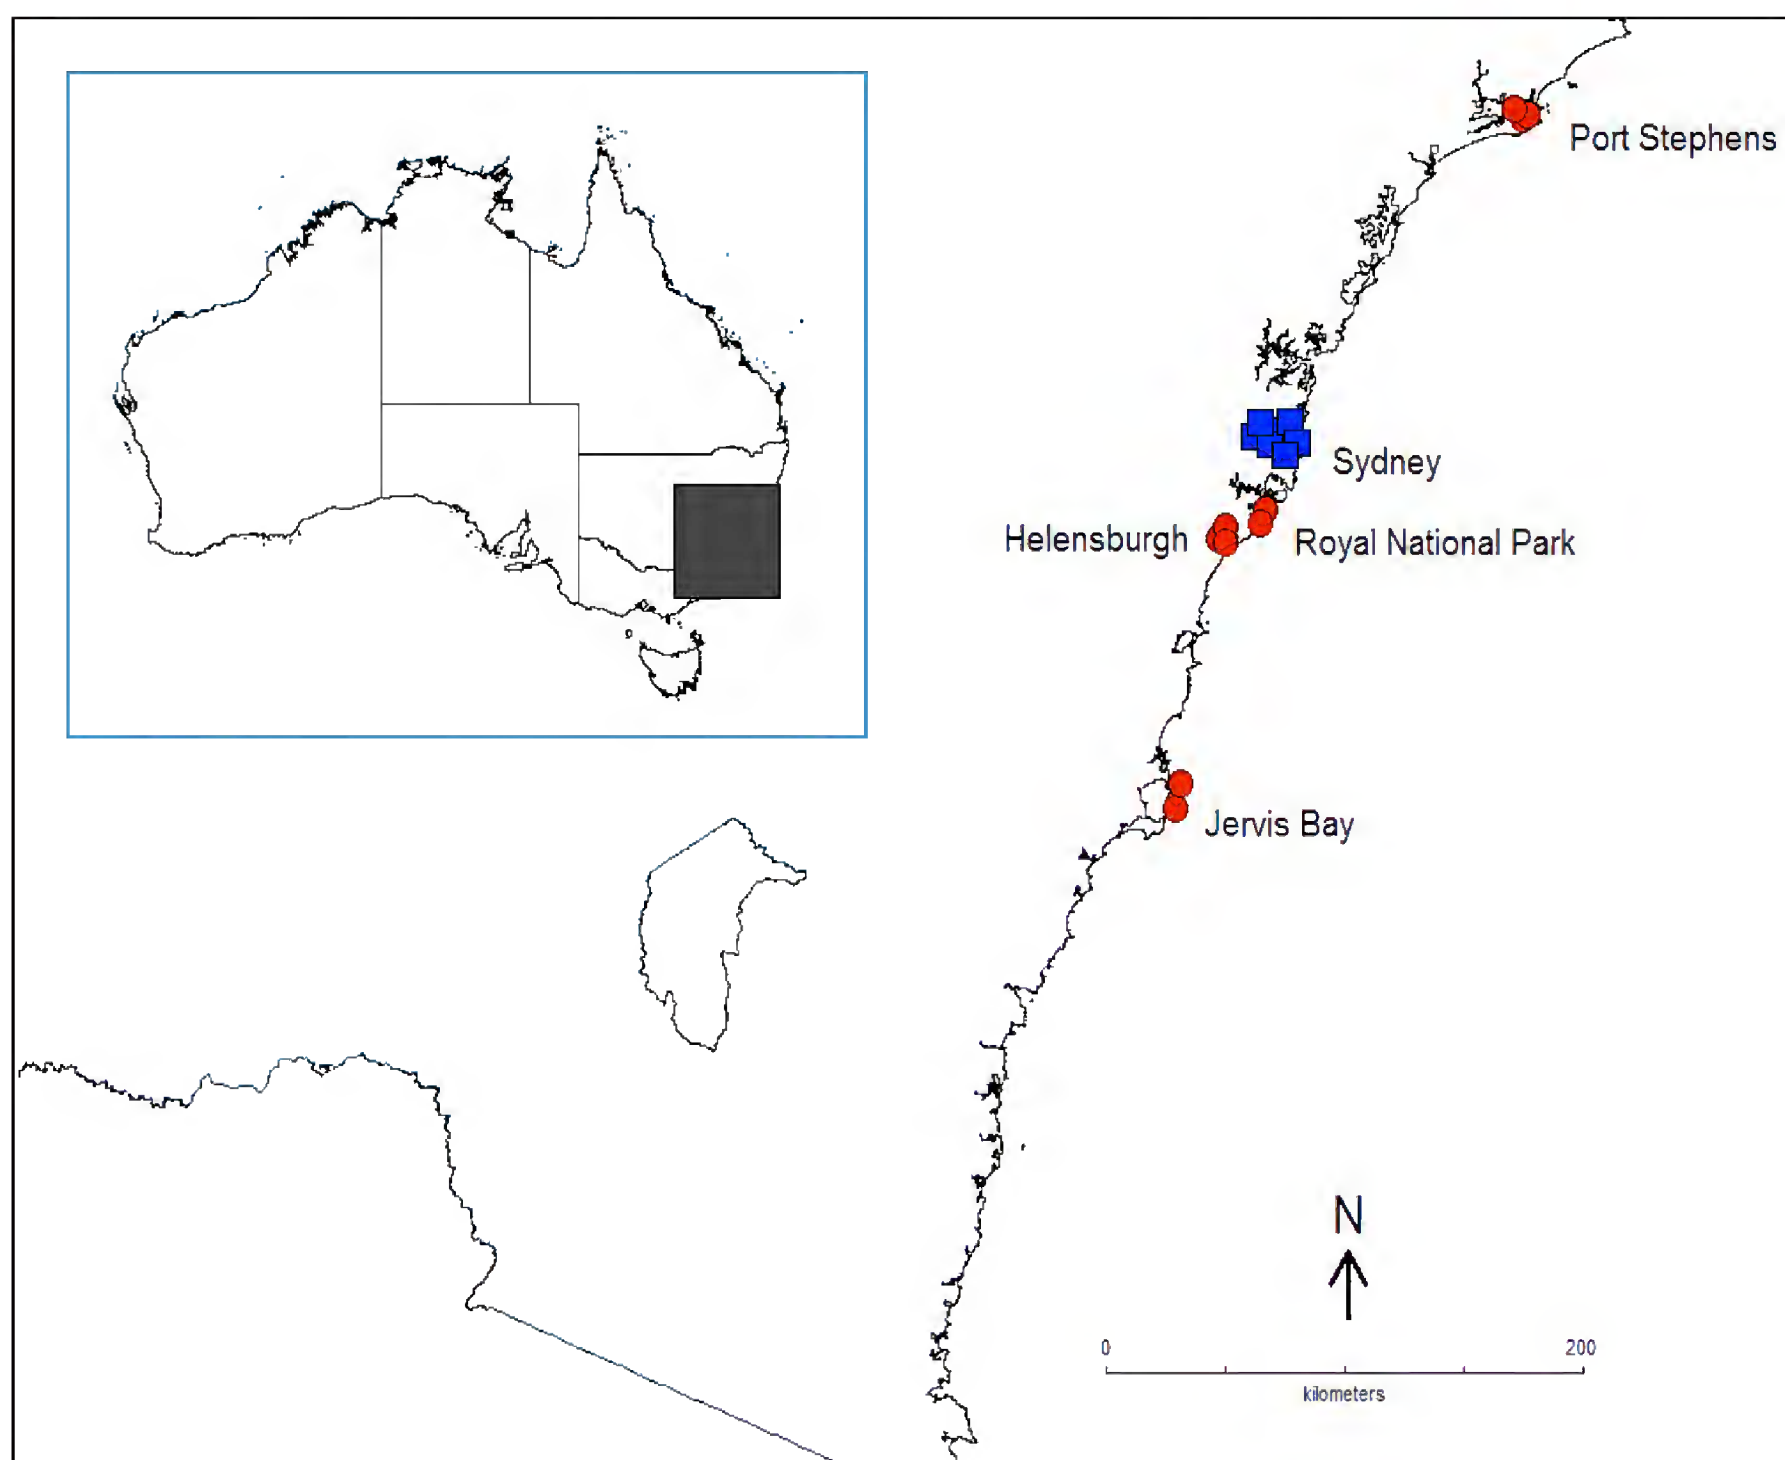 Port Stephens
Sydney
Helensburgh
Royal National Park
Jervis Bay
N
0
200
kilometers